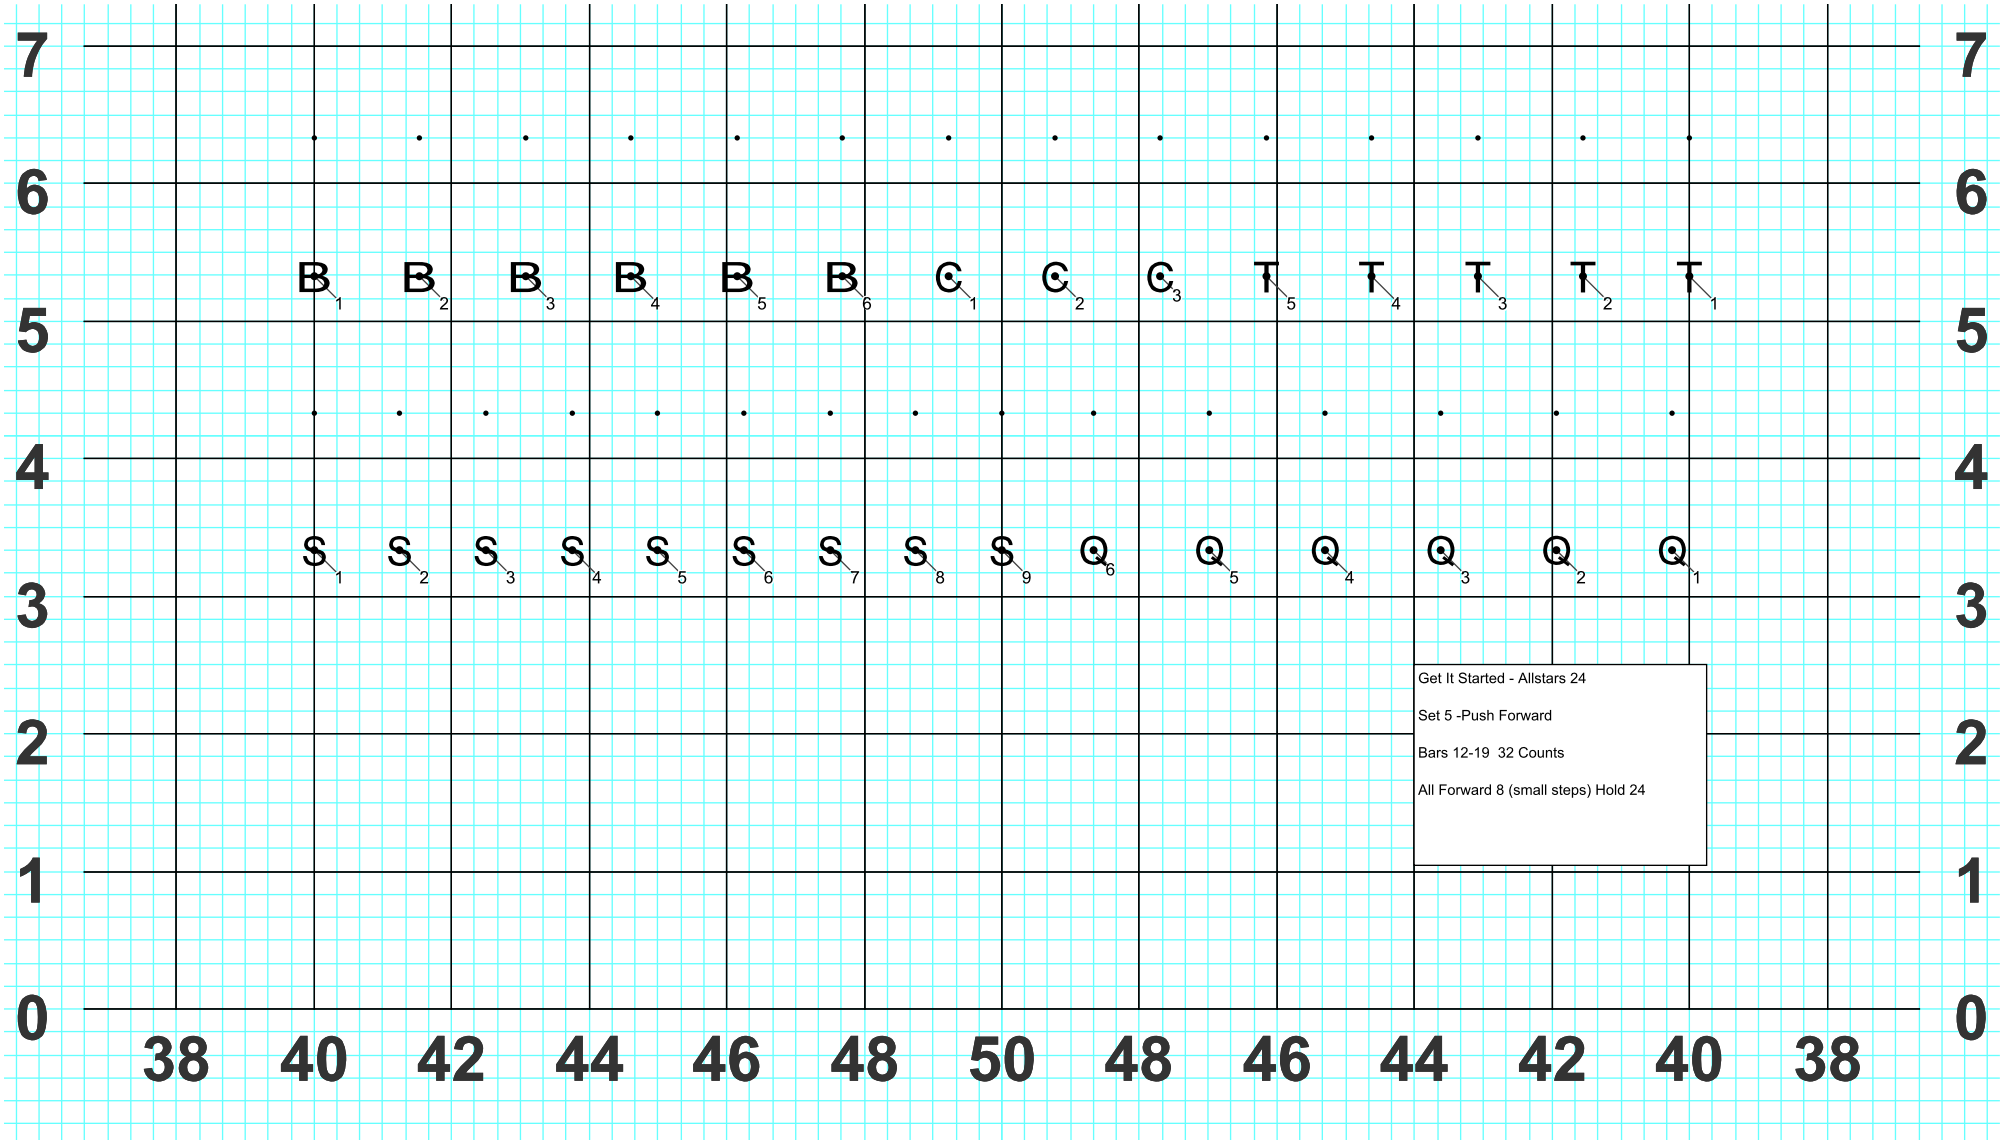 7 7
6 6
B B B B B B C C C T T T T T
1 2 3 4 5 6 1 2 3 5 4 3 2 1
5 5
4 4
S S S S S S S S S Q Q Q Q Q Q
1 2 3 4 5 6 7 8 9 6 5 4 3 2 1
3 3
Get It Started - Allstars 24
Set 5 -Push Forward
2 2
Bars 12-19  32 Counts
All Forward 8 (small steps) Hold 24
1 1
0 0
38 40 42 44 46 48 50 48 46 44 42 40 38